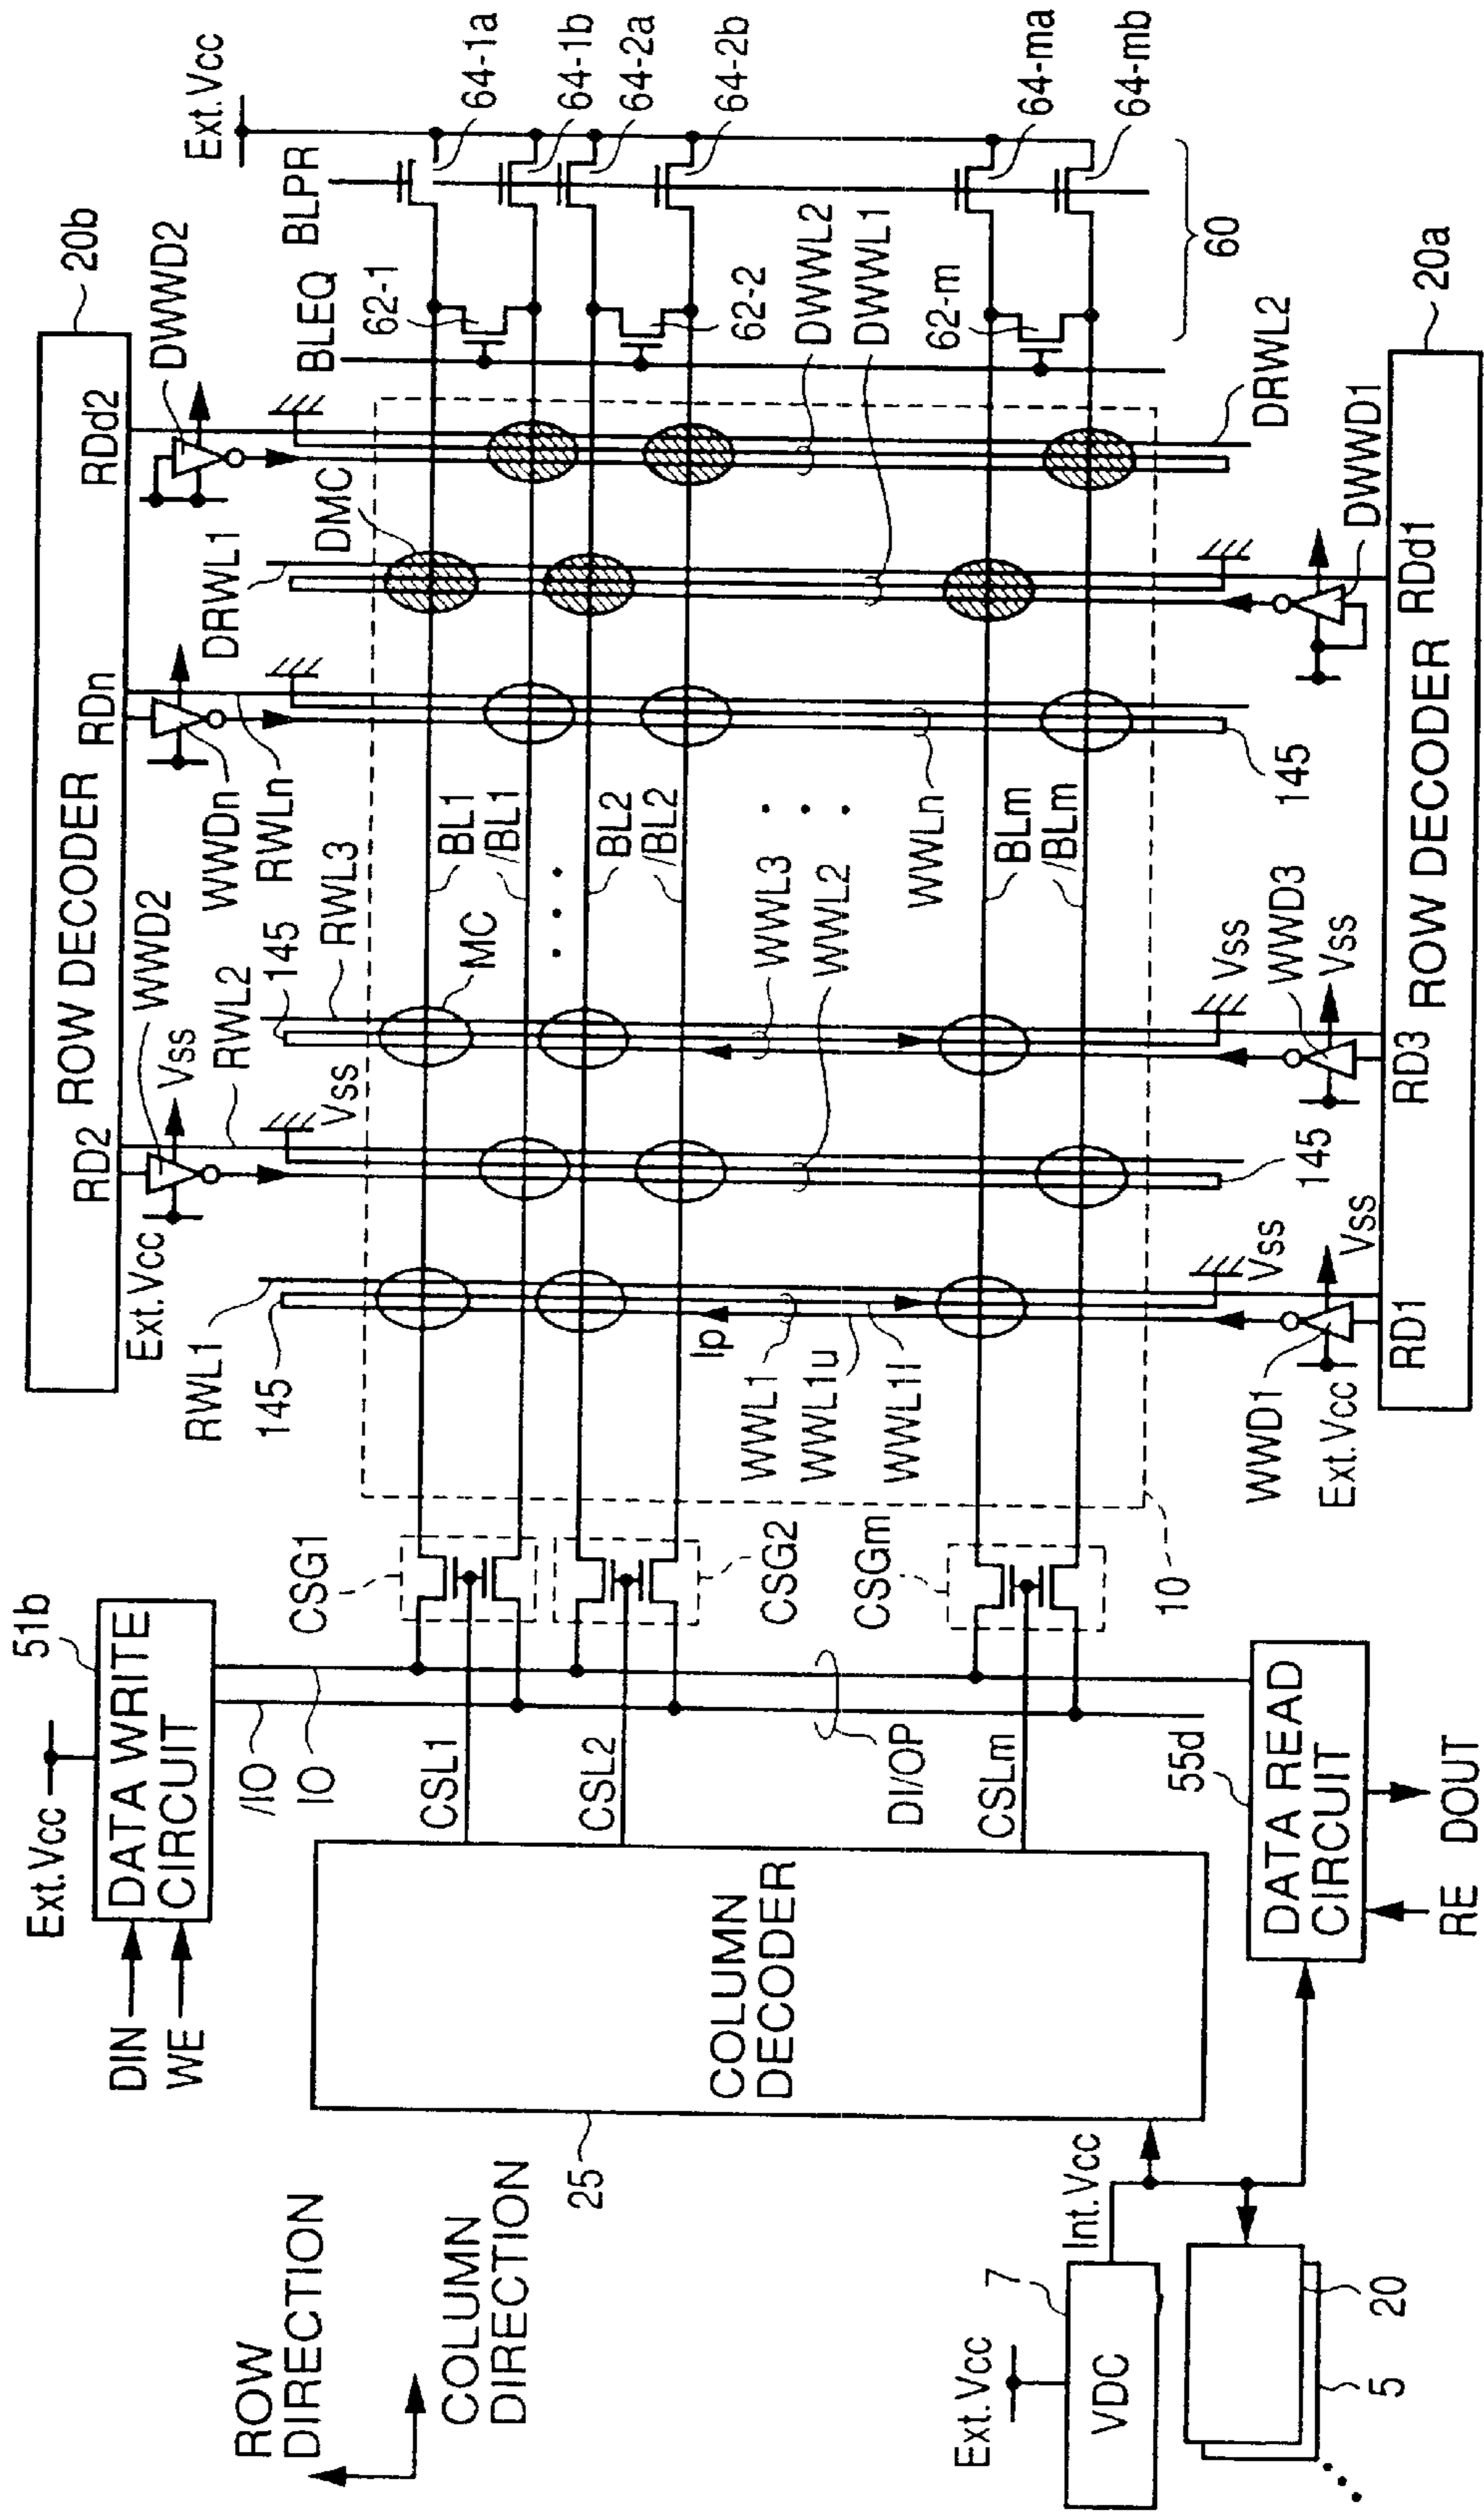 Ext.Vcc
51b
DATA WRITE
CIRCUIT
DIN
WE
/IO
IO
ROW
DIRECTION
COLUMN
DIRECTION
25
COLUMN
DECODER
CSL1
CSL2
CSLm
DI/OP
CSG1
CSG2
CSGm
10
55d
DATA READ
CIRCUIT
RE
DOUT
Ext.Vcc
7
VDC
Int.Vcc
20
5
20b
ROW DECODER
RD2
RDn
RDd2
Ext.Vcc
WWD2
Vss
RWL2
Vss
RWL1
145
145
RWL3
WWDn
RWLn
DRWL1
DMC
DWWD2
MC
BL1
/BL1
BL2
/BL2
BLm
/BLm
Ip
WWL1
WWL1u
WWL1l
WWL3
WWL2
WWLn
DWWL2
DWWL1
BLEQ
BLPR
Ext.Vcc
62-1
62-2
62-m
64-1a
64-1b
64-2a
64-2b
64-ma
64-mb
60
DRWL2
WWD1
Ext.Vcc
Vss
Vss
145
WWD3
Vss
Vss
145
DWWD1
RD1
RD3
RDd1
ROW DECODER
20a